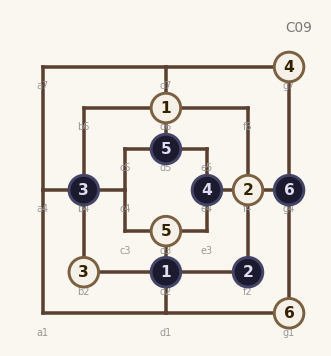 C09
4
a7 d7 g7
1
b6 d6 f6
5
c5 d5 e5
3 4 2 6
a4 b4 c4 e4 f4 g4
5
c3 d3 e3
3 1 2
b2 d2 f2
6
a1 d1 g1